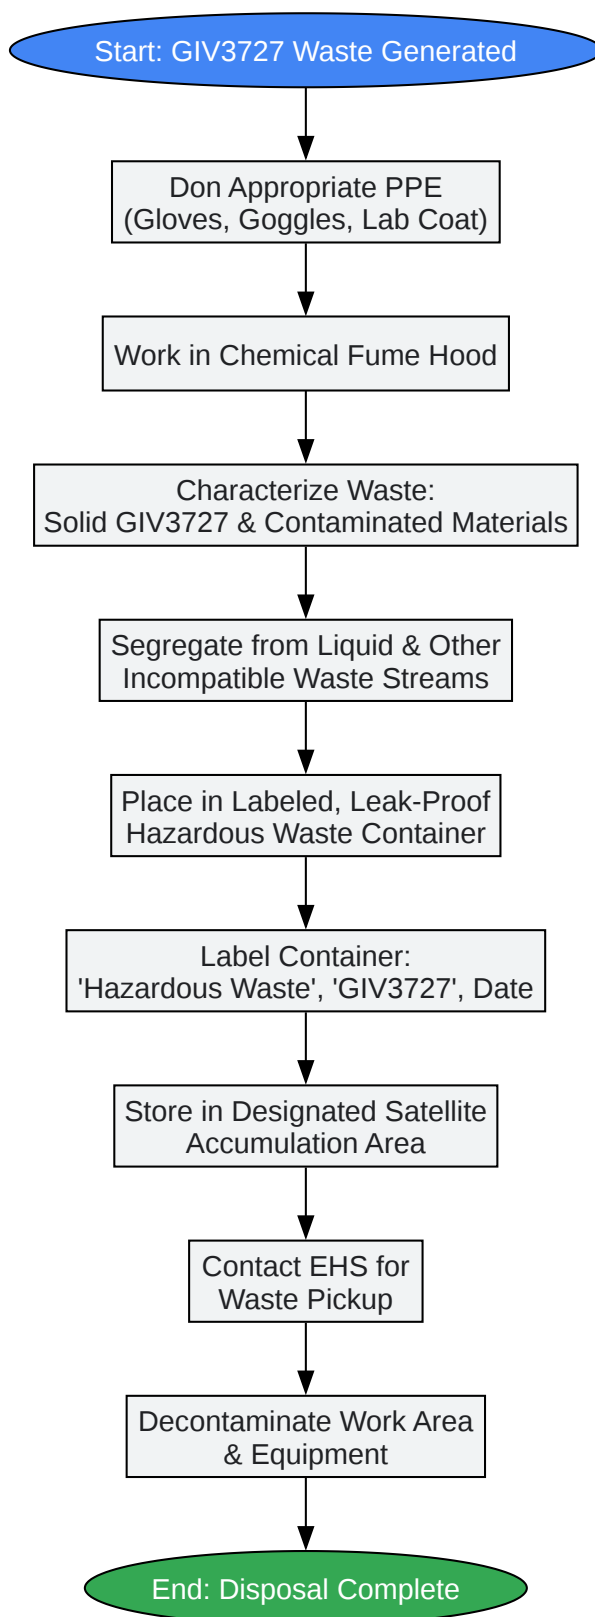 Start: GIV3727 Waste Generated
Don Appropriate PPE
(Gloves, Goggles, Lab Coat)
Work in Chemical Fume Hood
Characterize Waste:
Solid GIV3727 & Contaminated Materials
Segregate from Liquid & Other
Incompatible Waste Streams
Place in Labeled, Leak-Proof
Hazardous Waste Container
Label Container:
'Hazardous Waste', 'GIV3727', Date
Store in Designated Satellite
Accumulation Area
Contact EHS for
Waste Pickup
Decontaminate Work Area
& Equipment
End: Disposal Complete